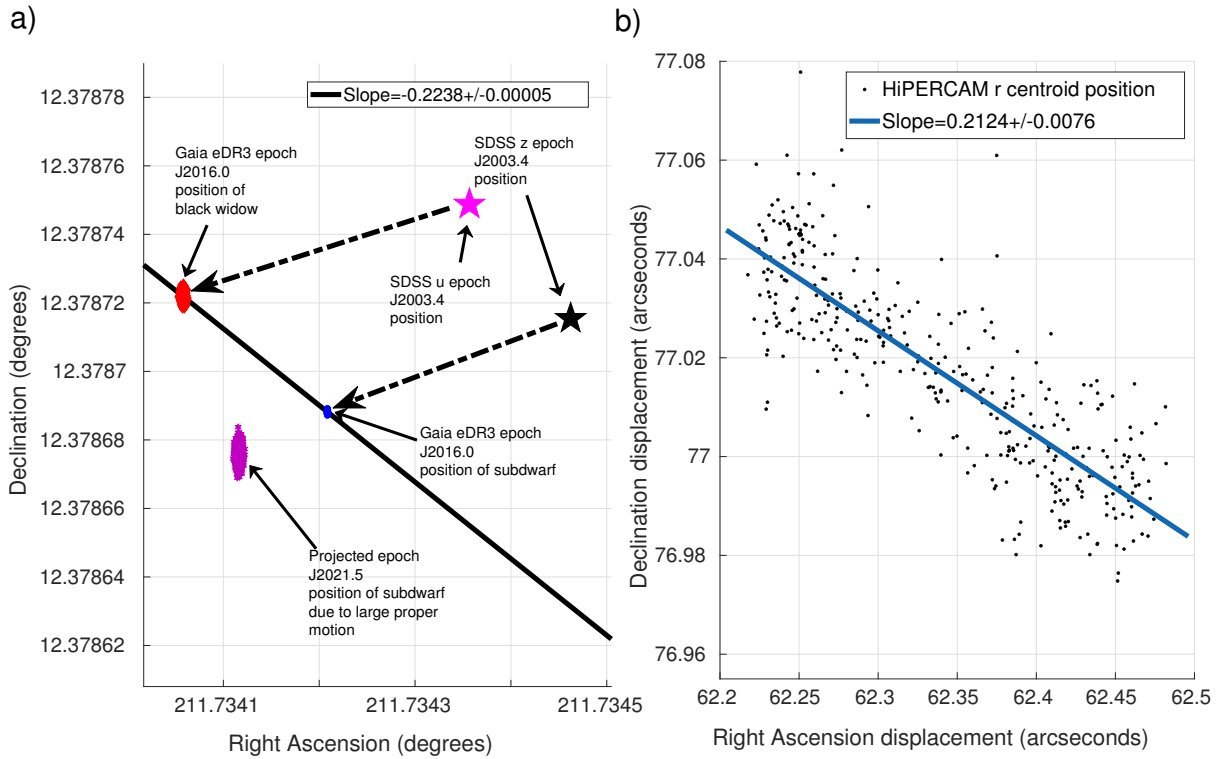 a)
Slope=-0.2238+/-0.00005
12.37878
12.37876
12.37874
12.37872
12.3787
12.37868
12.37866
12.37864
12.37862
Declination (degrees)
Gaia eDR3 epoch
J2016.0
position of
black widow
SDSS z epoch
J2003.4
position
SDSS u epoch
J2003.4
position
Gaia eDR3 epoch
J2016.0
position of subdwarf
Projected epoch
J2021.5
position of subdwarf
due to large proper
motion
211.7341
211.7343
211.7345
Right Ascension (degrees)
b)
HiPERCAM r centroid position
Slope=0.2124+/-0.0076
77.08
77.06
77.04
77.02
77
76.98
76.96
Declination displacement (arcseconds)
62.2
62.25
62.3
62.35
62.4
62.45
62.5
Right Ascension displacement (arcseconds)